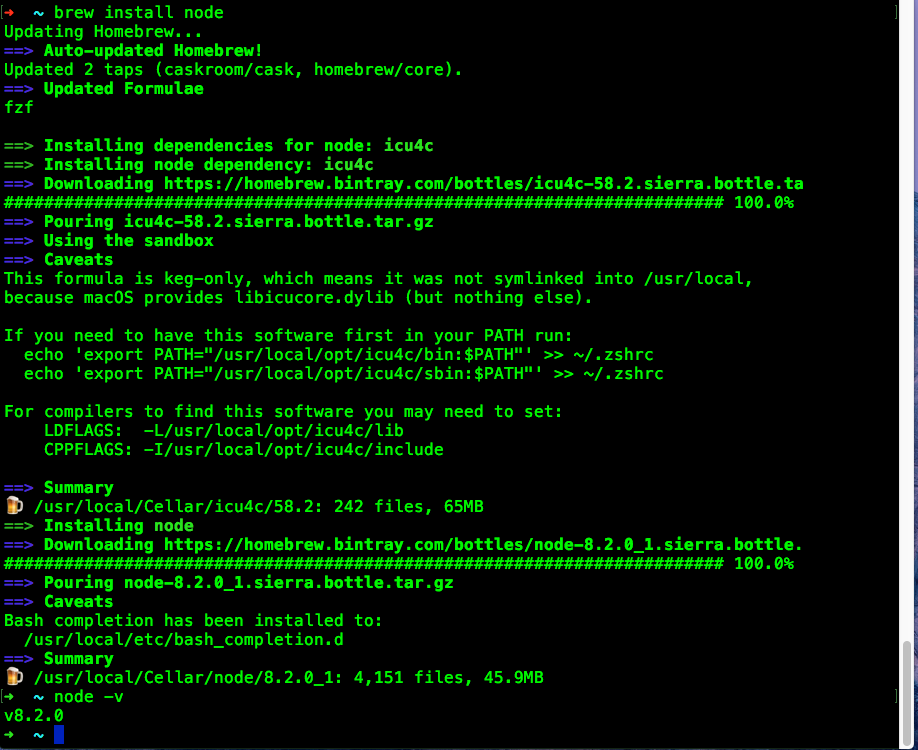 ➜  ~ brew install node
Updating Homebrew...
==> Auto-updated Homebrew!
Updated 2 taps (caskroom/cask, homebrew/core).
==> Updated Formulae
fzf

==> Installing dependencies for node: icu4c
==> Installing node dependency: icu4c
==> Downloading https://homebrew.bintray.com/bottles/icu4c-58.2.sierra.bottle.ta
######################################################################## 100.0%
==> Pouring icu4c-58.2.sierra.bottle.tar.gz
==> Using the sandbox
==> Caveats
This formula is keg-only, which means it was not symlinked into /usr/local,
because macOS provides libicucore.dylib (but nothing else).

If you need to have this software first in your PATH run:
  echo 'export PATH="/usr/local/opt/icu4c/bin:$PATH"' >> ~/.zshrc
  echo 'export PATH="/usr/local/opt/icu4c/sbin:$PATH"' >> ~/.zshrc

For compilers to find this software you may need to set:
    LDFLAGS:  -L/usr/local/opt/icu4c/lib
    CPPFLAGS: -I/usr/local/opt/icu4c/include

==> Summary
🍺 /usr/local/Cellar/icu4c/58.2: 242 files, 65MB
==> Installing node
==> Downloading https://homebrew.bintray.com/bottles/node-8.2.0_1.sierra.bottle.
######################################################################## 100.0%
==> Pouring node-8.2.0_1.sierra.bottle.tar.gz
==> Caveats
Bash completion has been installed to:
  /usr/local/etc/bash_completion.d
==> Summary
🍺 /usr/local/Cellar/node/8.2.0_1: 4,151 files, 45.9MB
➜  ~ node -v
v8.2.0
➜  ~